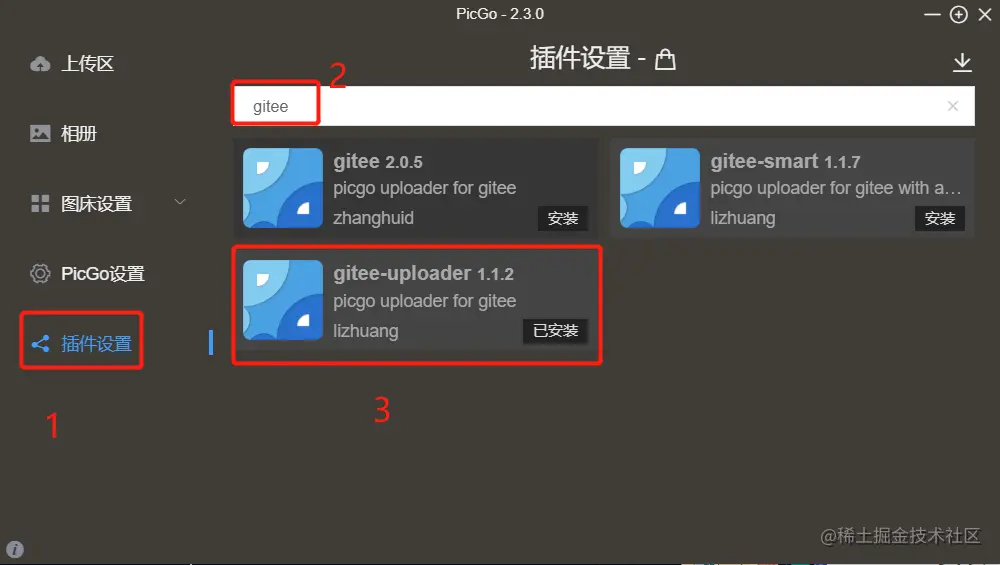 PicGo - 2.3.0
上传区
相册
图床设置
PicGo设置
插件设置
1
插件设置 -
2
gitee
gitee 2.0.5
picgo uploader for gitee
zhanghuid
安装
gitee-smart 1.1.7
picgo uploader for gitee with a…
lizhuang
安装
gitee-uploader 1.1.2
picgo uploader for gitee
lizhuang
已安装
3
@稀土掘金技术社区